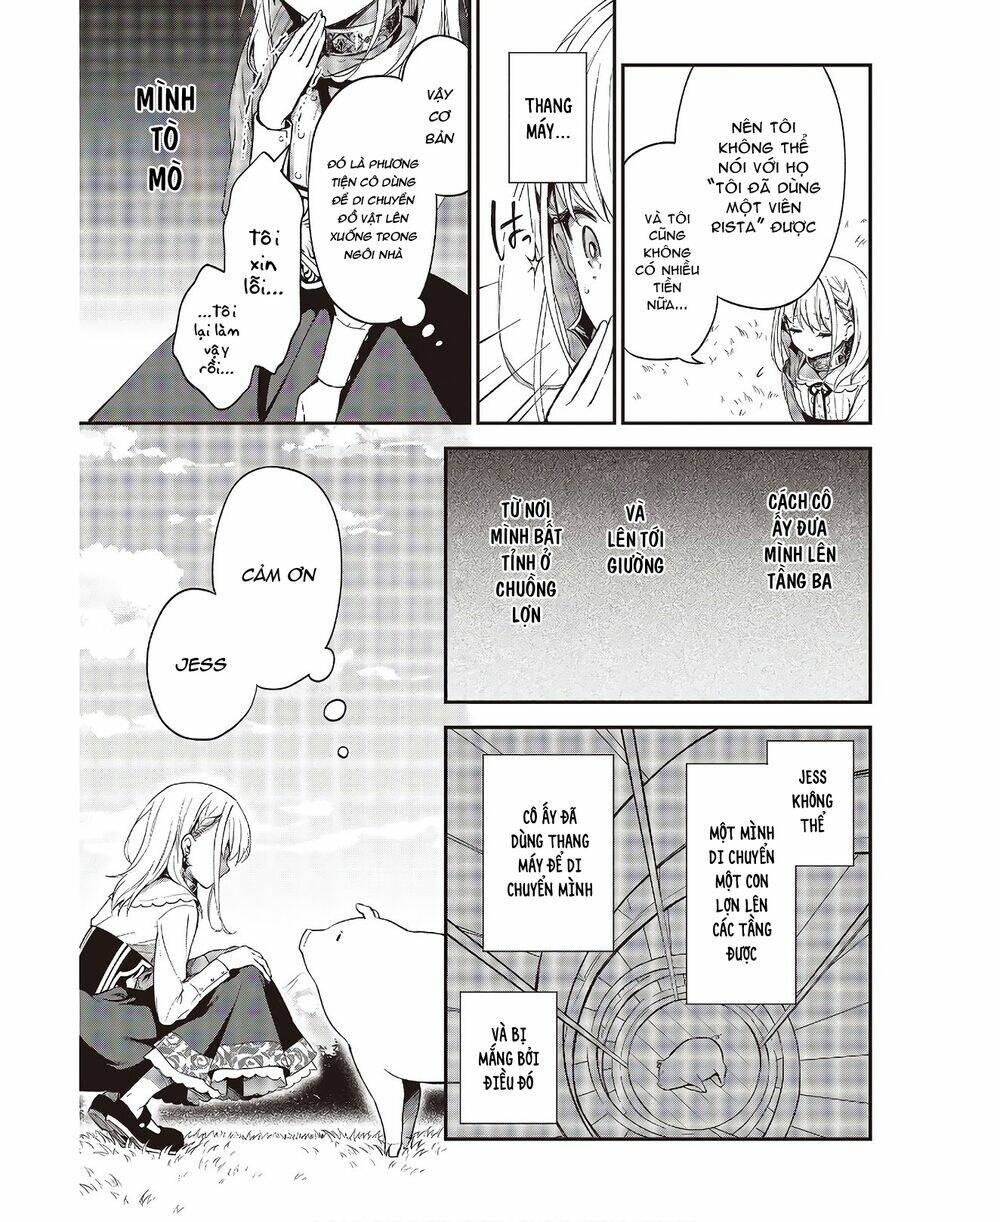 NÊN TÔI
KHÔNG THỂ
NÓI VỚI HỌ
"TÔI ĐÃ DÙNG
MỘT VIÊN
RISTA" ĐƯỢC
VÀ TÔI
CŨNG
KHÔNG
CÓ NHIỀU
TIỀN
NỮA...
THANG
MÁY...
はっ
VẬY
CƠ
BẢN
ĐÓ LÀ PHƯƠNG
TIỆN CÔ DÙNG
ĐỂ DI CHUYỂN
ĐỒ VẬT LÊN
XUỐNG TRONG
NGÔI NHÀ
MÌNH
TÒ
MÒ
Tôi
xin
lỗi...
...Tôi
lại làm
vậy
rồi...
CÁCH CÔ
ẤY ĐƯA
MÌNH LÊN
TẦNG BA
VÀ
LÊN TỚI
GIƯỜNG
TỪ NƠI
MÌNH BẤT
TỈNH Ở
CHUỒNG
LỢN
JESS
KHÔNG
THỂ
MỘT MÌNH
DI CHUYỂN
MỘT CON
LỢN LÊN
CÁC TẦNG
ĐƯỢC
CÔ ẤY ĐÃ
DÙNG THANG
MÁY ĐỂ DI
CHUYỂN MÌNH
VÀ BỊ
MẮNG BỞI
ĐIỀU ĐÓ
CẢM ƠN
JESS